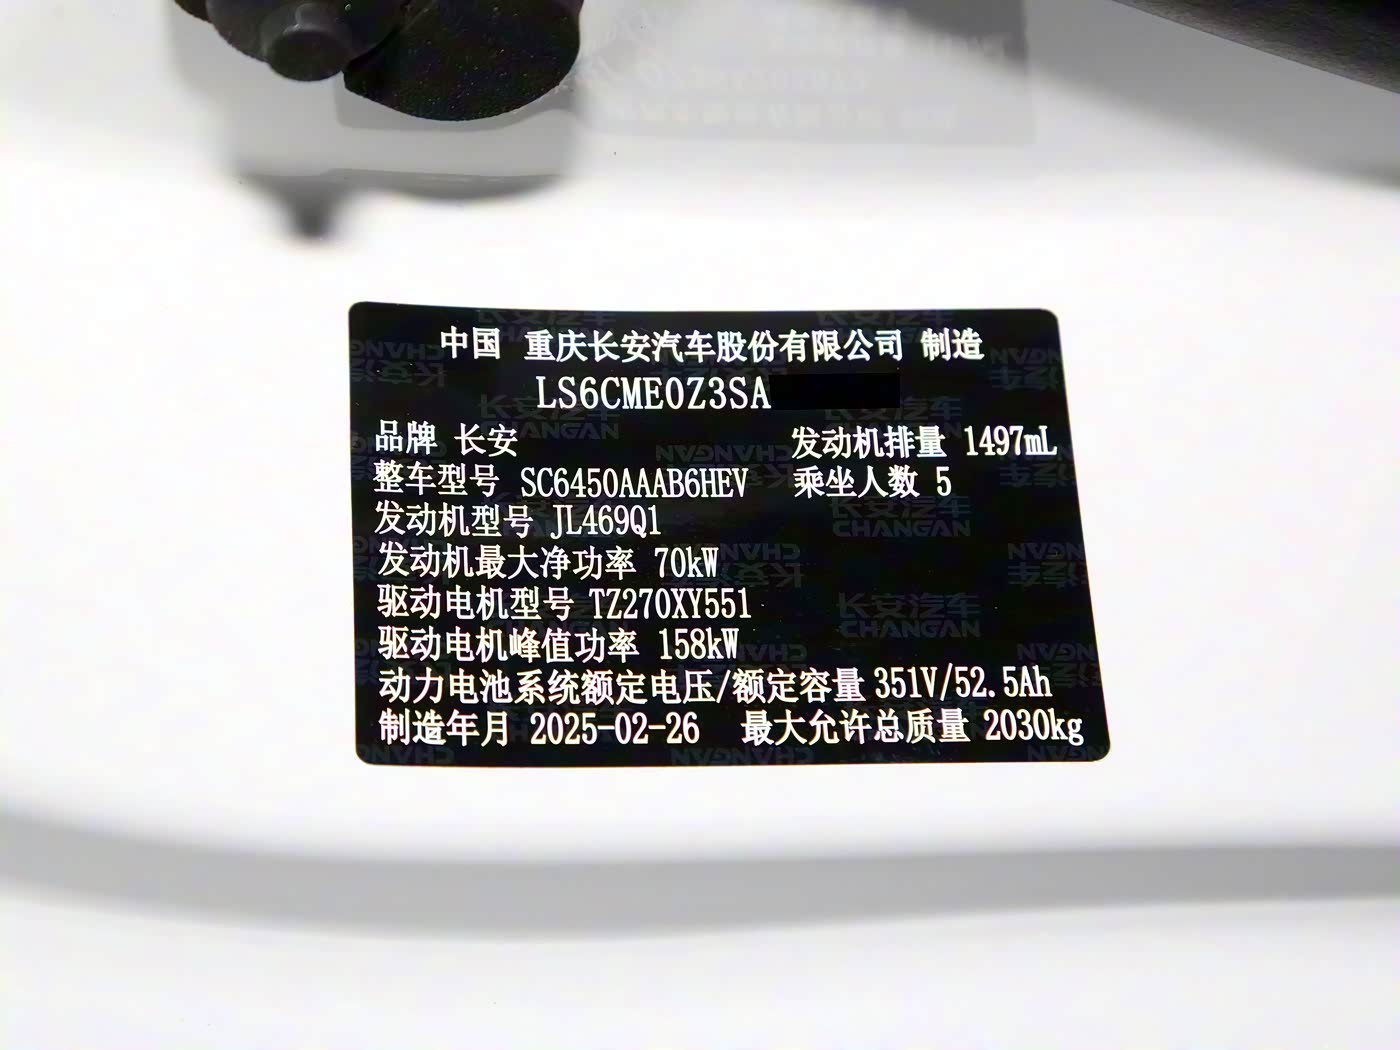 中国 重庆长安汽车股份有限公司 制造
LS6CME0Z3SA
品牌 长安 发动机排量 1497mL
整车型号 SC6450AAAB6HEV 乘坐人数 5
发动机型号 JL469Q1
发动机最大净功率 70kW
驱动电机型号 TZ270XY551
驱动电机峰值功率 158kW
动力电池系统额定电压/额定容量 351V/52.5Ah
制造年月 2025-02-26 最大允许总质量 2030kg